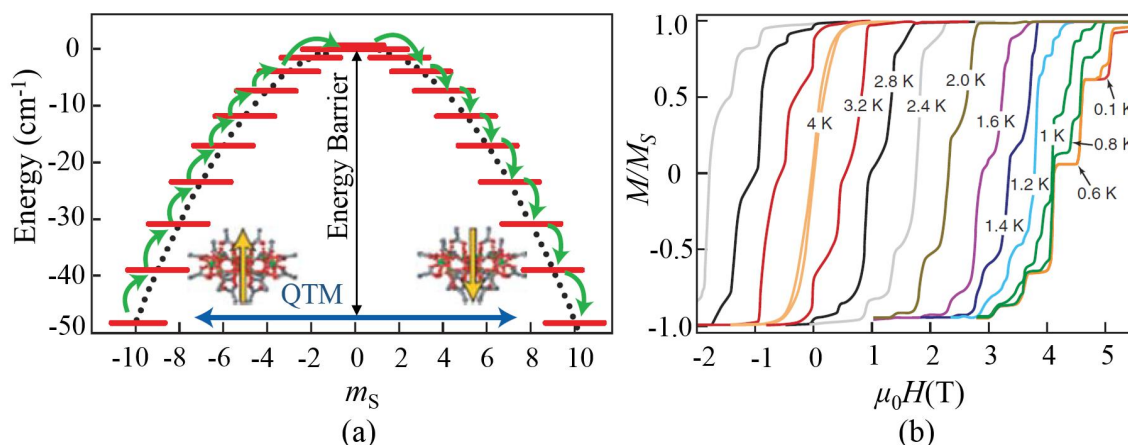 Energy (cm⁻¹)
0
-10
-20
-30
-40
-50
Energy Barrier
QTM
-10 -8 -6 -4 -2 0 2 4 6 8 10
m_S
(a)
M/M_S
1.0
0.5
0
-0.5
-1.0
4 K
3.2 K
2.8 K
2.4 K
2.0 K
1.6 K
1.4 K
1.2 K
1 K
0.1 K
0.8 K
0.6 K
-2 -1 0 1 2 3 4 5
μ₀H(T)
(b)